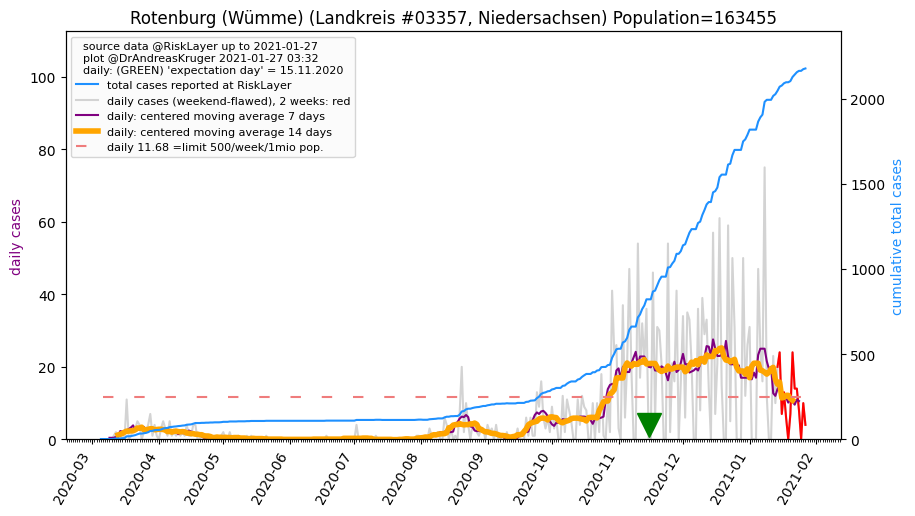 Rotenburg (Wümme) (Landkreis #03357, Niedersachsen) Population=163455
source data @RiskLayer up to 2021-01-27
plot @DrAndreasKruger 2021-01-27 03:32
daily: (GREEN) 'expectation day' = 15.11.2020
total cases reported at RiskLayer
daily cases (weekend-flawed), 2 weeks: red
daily: centered moving average 7 days
daily: centered moving average 14 days
daily 11.68 =limit 500/week/1mio pop.
daily cases
100
80
60
40
20
0
cumulative total cases
2000
1500
1000
500
0
2020-03
2020-04
2020-05
2020-06
2020-07
2020-08
2020-09
2020-10
2020-11
2020-12
2021-01
2021-02